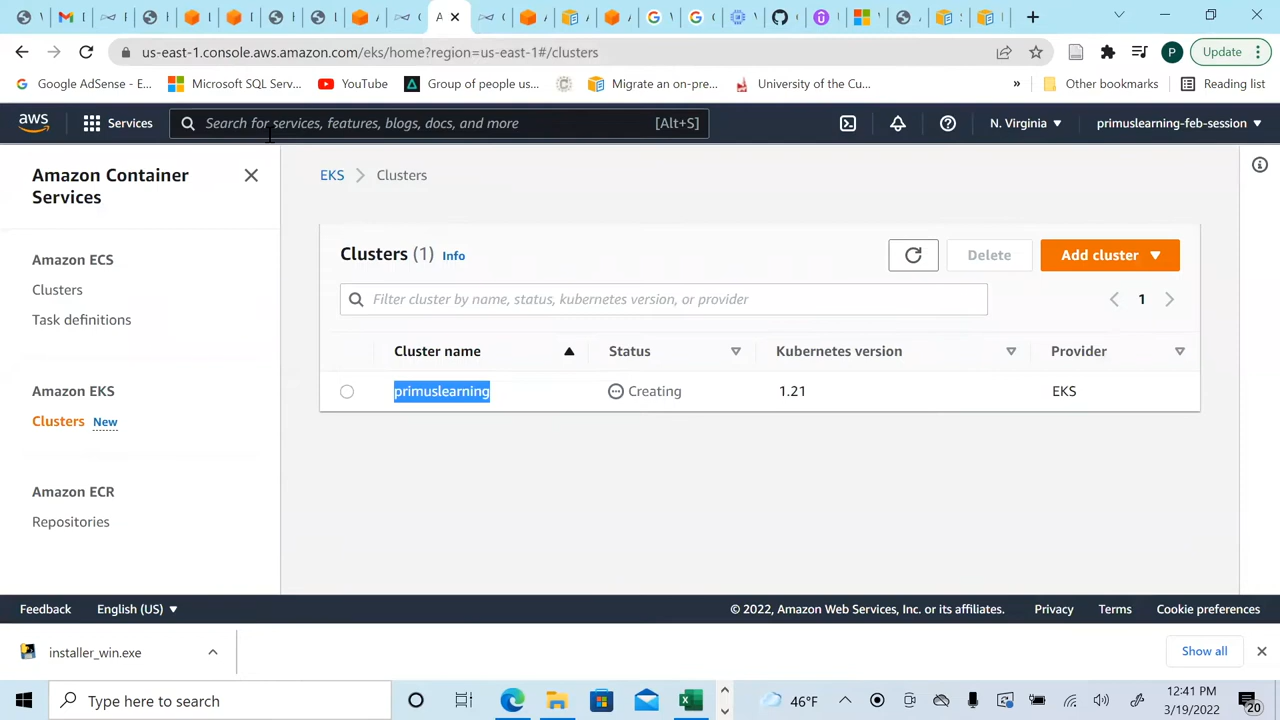 us-east-1.console.aws.amazon.com/eks/home?region=us-east-1#/clusters
P
Update
Google AdSense - E...
Microsoft SQL Serv...
YouTube
Group of people us...
Migrate an on-pre...
University of the Cu...
»
Other bookmarks
Reading list
aws
Services
Search for services, features, blogs, docs, and more
[Alt+S]
N. Virginia
primuslearning-feb-session
Amazon Container
Services
Amazon ECS
Clusters
Task definitions
Amazon EKS
Clusters New
Amazon ECR
Repositories
EKS > Clusters
Clusters (1) Info
Delete
Add cluster
Filter cluster by name, status, kubernetes version, or provider
1
Cluster name Status Kubernetes version Provider
primuslearning Creating 1.21 EKS
Feedback
English (US)
© 2022, Amazon Web Services, Inc. or its affiliates.
Privacy
Terms
Cookie preferences
installer_win.exe
Show all
Type here to search
46°F
12:41 PM
3/19/2022
20